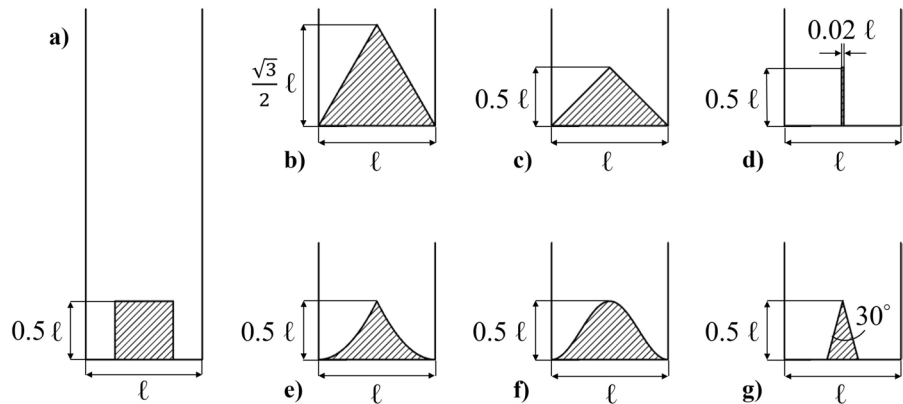 a)
0.5 ℓ
ℓ
√3/2 ℓ
b)
ℓ
0.5 ℓ
c)
ℓ
0.02 ℓ
0.5 ℓ
d)
ℓ
0.5 ℓ
e)
ℓ
0.5 ℓ
f)
ℓ
0.5 ℓ
30°
g)
ℓ